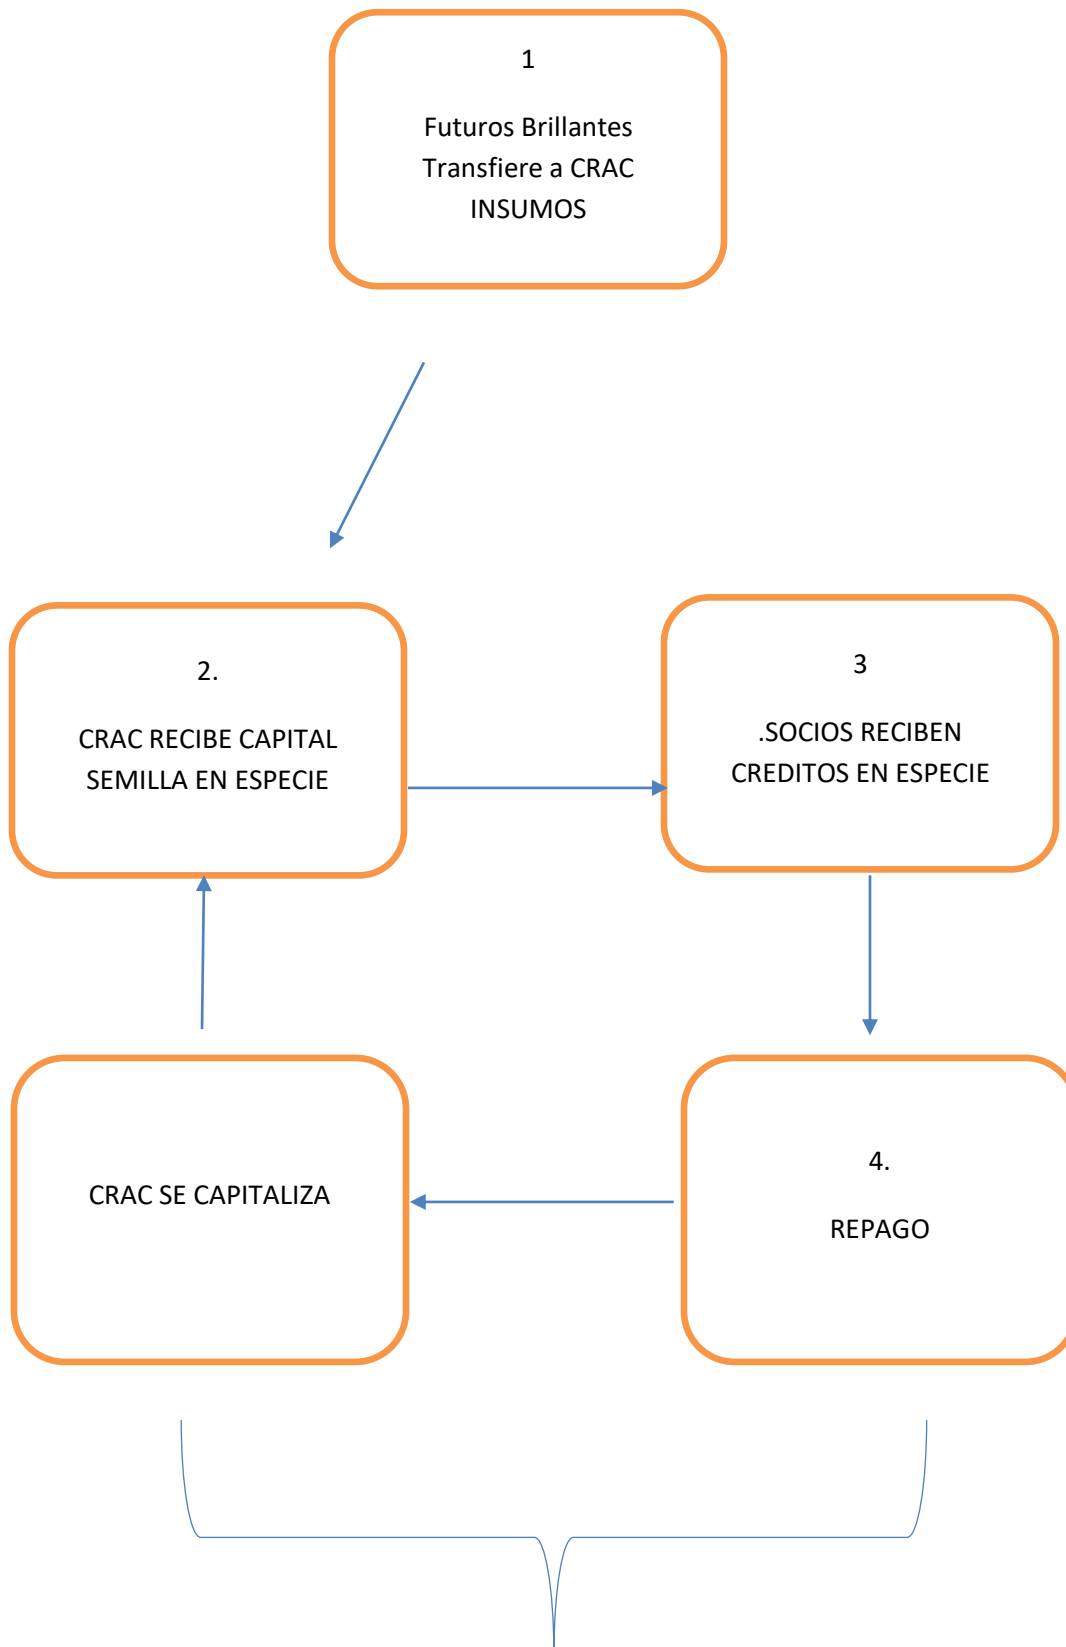 1
Futuros Brillantes
Transfiere a CRAC
INSUMOS
2.
CRAC RECIBE CAPITAL
SEMILLA EN ESPECIE
3
.SOCIOS RECIBEN
CREDITOS EN ESPECIE
CRAC SE CAPITALIZA
4.
REPAGO